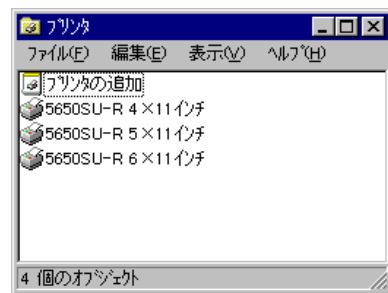 プリンタ
ファイル(F) 編集(E) 表示(V) ヘルプ(H)
プリンタの追加
5650SU-R 4×11インチ
5650SU-R 5×11インチ
5650SU-R 6×11インチ
4 個のオブジェクト